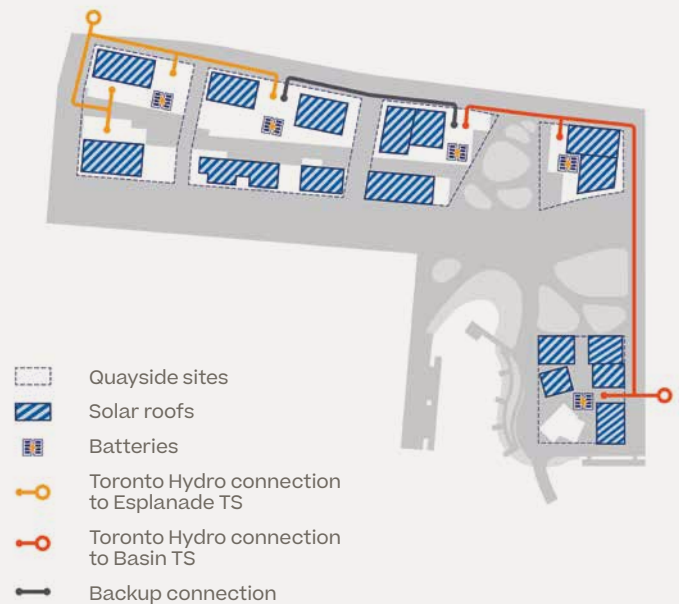 Quayside sites
Solar roofs
Batteries
Toronto Hydro connection
to Esplanade TS
Toronto Hydro connection
to Basin TS
Backup connection